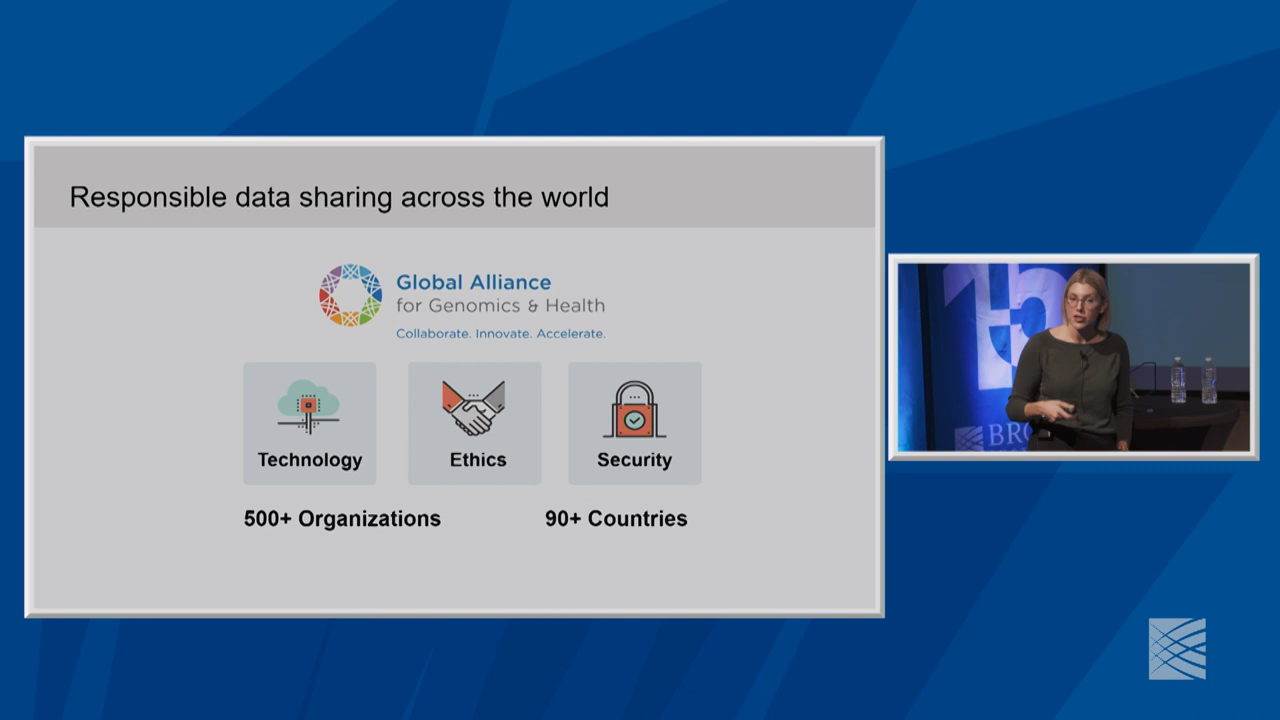 Responsible data sharing across the world
Global Alliance
for Genomics & Health
Collaborate. Innovate. Accelerate.
Technology
Ethics
Security
500+ Organizations
90+ Countries
15